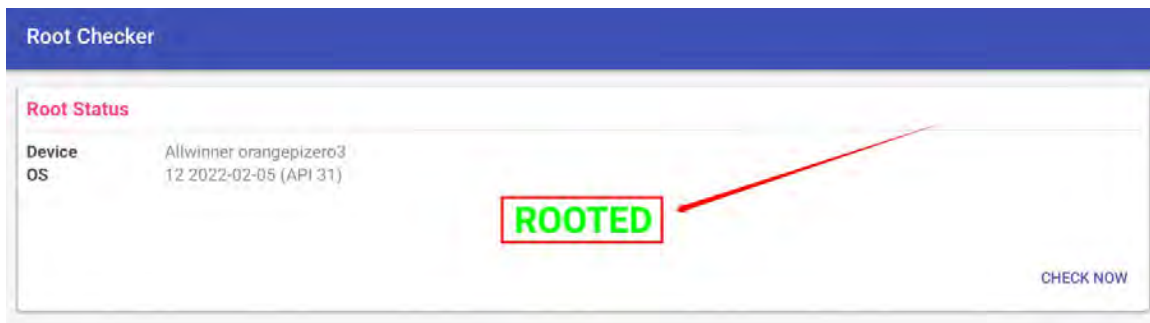 Root Checker
Root Status
Device Allwinner orangepizero3
OS 12 2022-02-05 (API 31)
ROOTED
CHECK NOW